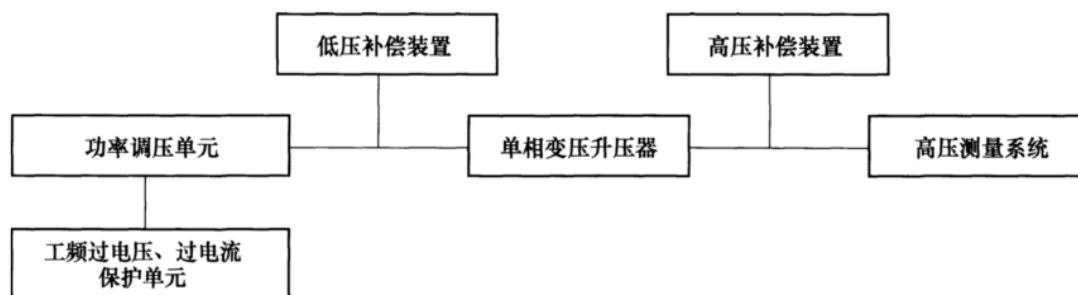 低压补偿装置
高压补偿装置
功率调压单元
单相变压升压器
高压测量系统
工频过电压、过电流
保护单元